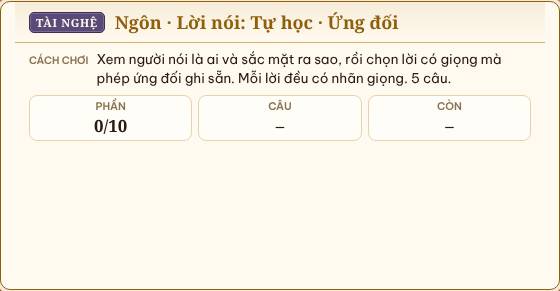 TÀI NGHỆ Ngôn · Lời nói: Tự học · Ứng đối
CÁCH CHƠI Xem người nói là ai và sắc mặt ra sao, rồi chọn lời có giọng mà
phép ứng đối ghi sẵn. Mỗi lời đều có nhãn giọng. 5 câu.
PHẦN CÂU CÒN
0/10 – –